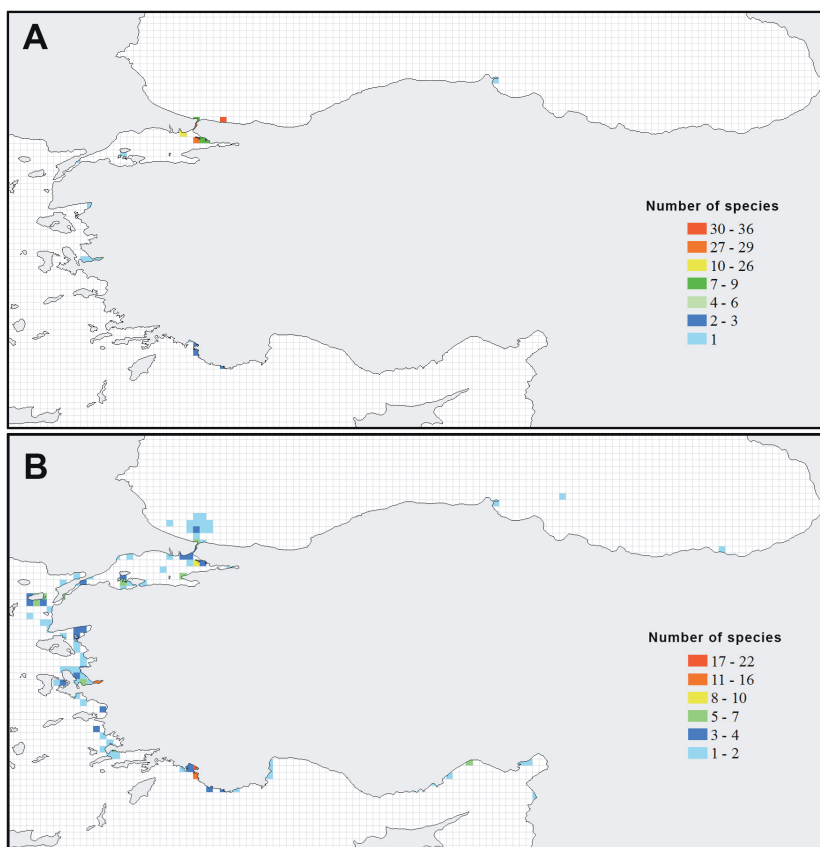 A
Number of species
30 - 36
27 - 29
10 - 26
7 - 9
4 - 6
2 - 3
1
B
Number of species
17 - 22
11 - 16
8 - 10
5 - 7
3 - 4
1 - 2